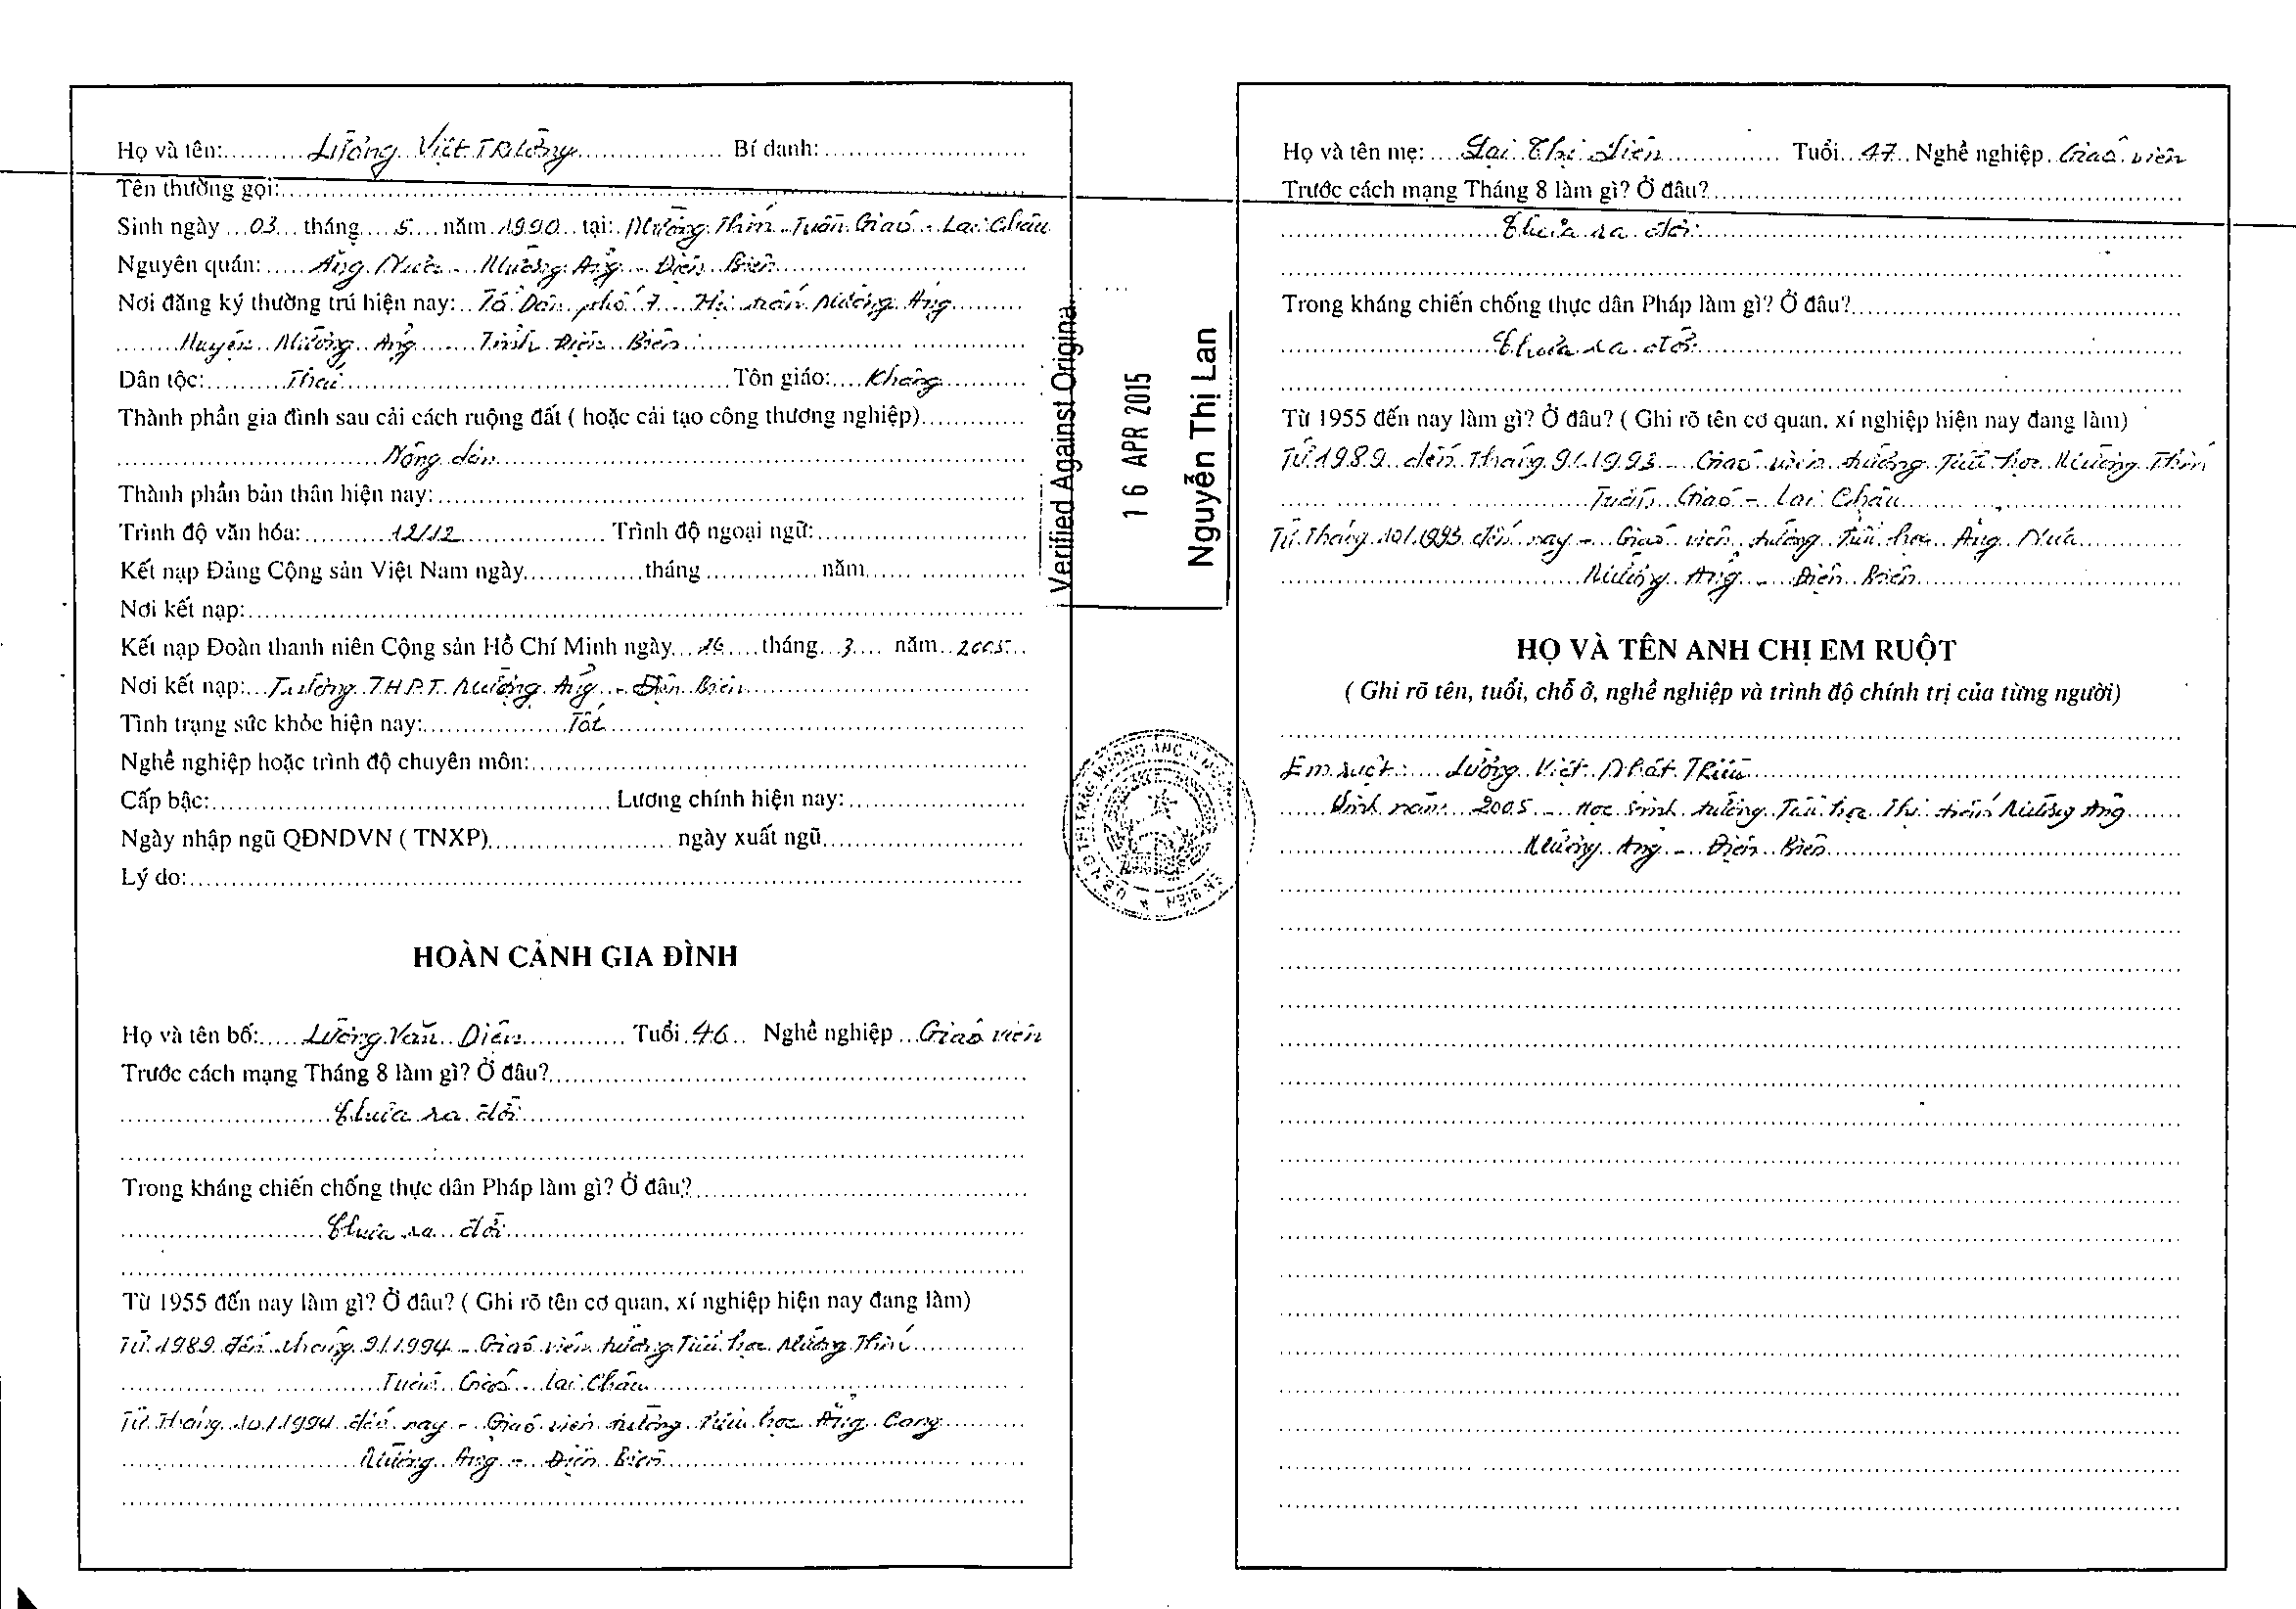 Họ và tên: Lường Việt Trường Bí danh:
Tên thường gọi:
Sinh ngày 03 tháng 5 năm 1990 tại: Mường Thín - Tuần Giáo - Lai Châu
Nguyên quán: Ẳng Nưa - Mường Ảng - Điện Biên
Nơi đăng ký thường trú hiện nay: Tổ Dân phố 7 - Thị trấn Mường Ảng
Huyện Mường Ảng - Tỉnh Điện Biên
Dân tộc: Thái Tôn giáo: Không
Thành phần gia đình sau cải cách ruộng đất ( hoặc cải tạo công thương nghiệp)
Nông dân
Thành phần bản thân hiện nay:
Trình độ văn hóa: 12/12 Trình độ ngoại ngữ:
Kết nạp Đảng Cộng sản Việt Nam ngày tháng năm
Nơi kết nạp:
Kết nạp Đoàn thanh niên Cộng sản Hồ Chí Minh ngày 26 tháng 3 năm 2005
Nơi kết nạp: Trường THPT Mường Ảng - Điện Biên
Tình trạng sức khỏe hiện nay: Tốt
Nghề nghiệp hoặc trình độ chuyên môn:
Cấp bậc: Lương chính hiện nay:
Ngày nhập ngũ QĐNDVN ( TNXP) ngày xuất ngũ
Lý do:
HOÀN CẢNH GIA ĐÌNH
Họ và tên bố: Lường Văn Diện Tuổi 46 Nghề nghiệp Giáo viên
Trước cách mạng Tháng 8 làm gì? Ở đâu?
Chưa ra đời
Trong kháng chiến chống thực dân Pháp làm gì? Ở đâu?
Chưa ra đời
Từ 1955 đến nay làm gì? Ở đâu? ( Ghi rõ tên cơ quan, xí nghiệp hiện nay đang làm)
Từ 1989 đến tháng 9/1994 - Giáo viên trường Tiểu học Mường Thín
Tuần Giáo - Lai Châu
Từ tháng 10/1994 đến nay - Giáo viên trường Tiểu học Ẳng Cang
Mường Ảng - Điện Biên
Verified Against Original
16 APR 2015
Nguyễn Thị Lan
Họ và tên mẹ: Lại Thị Liên Tuổi 47 Nghề nghiệp Giáo viên
Trước cách mạng Tháng 8 làm gì? Ở đâu?
Chưa ra đời
Trong kháng chiến chống thực dân Pháp làm gì? Ở đâu?
Chưa ra đời
Từ 1955 đến nay làm gì? Ở đâu? ( Ghi rõ tên cơ quan, xí nghiệp hiện nay đang làm)
Từ 1989 đến tháng 9/1993 - Giáo viên trường Tiểu học Mường Thín
Tuần Giáo - Lai Châu
Từ tháng 10/1993 đến nay - Giáo viên trường Tiểu học Ẳng Nưa
Mường Ảng - Điện Biên
HỌ VÀ TÊN ANH CHỊ EM RUỘT
( Ghi rõ tên, tuổi, chỗ ở, nghề nghiệp và trình độ chính trị của từng người)
Em ruột: Lường Việt Nhất
Sinh năm 2005 - Học sinh trường Tiểu học Thị trấn Mường Ảng
Mường Ảng - Điện Biên